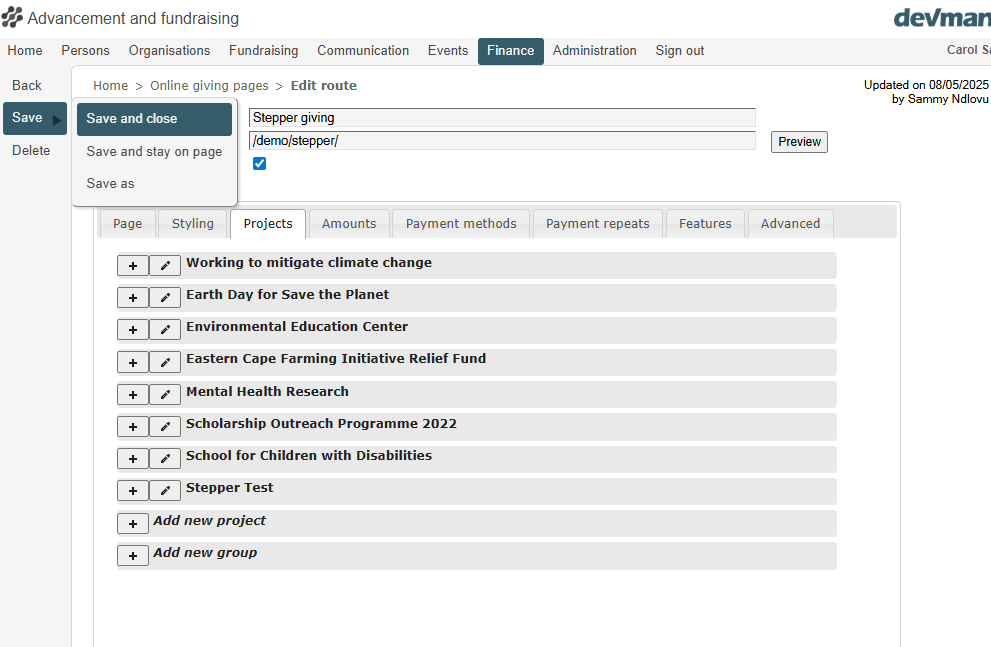 Advancement and fundraising
devman
Home Persons Organisations Fundraising Communication Events Finance Administration Sign out
Carol Sa
Back
Home > Online giving pages > Edit route
Updated on 08/05/2025
by Sammy Ndlovu
Save
Save and close
Stepper giving
/demo/stepper/
Preview
Delete
Save and stay on page
Save as
Page Styling Projects Amounts Payment methods Payment repeats Features Advanced
+ Working to mitigate climate change
+ Earth Day for Save the Planet
+ Environmental Education Center
+ Eastern Cape Farming Initiative Relief Fund
+ Mental Health Research
+ Scholarship Outreach Programme 2022
+ School for Children with Disabilities
+ Stepper Test
+ Add new project
+ Add new group